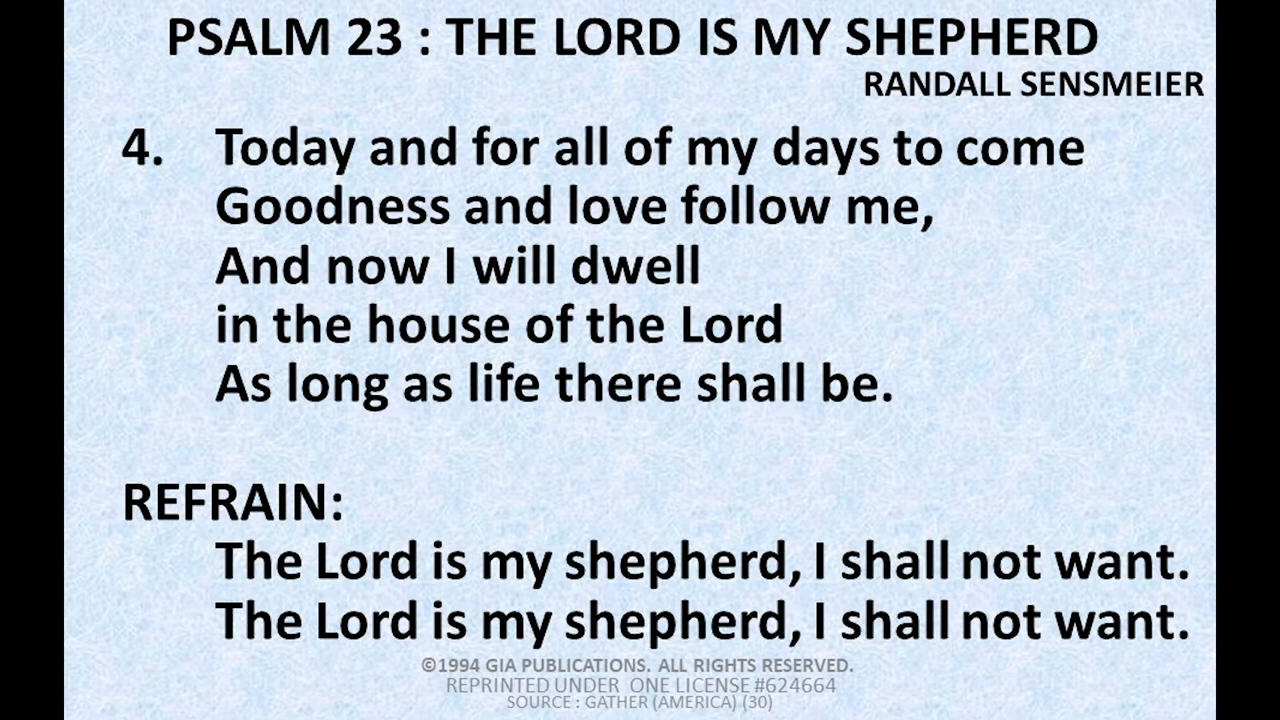 PSALM 23 : THE LORD IS MY SHEPHERD
RANDALL SENSMEIER
4. Today and for all of my days to come
Goodness and love follow me,
And now I will dwell
in the house of the Lord
As long as life there shall be.
REFRAIN:
The Lord is my shepherd, I shall not want.
The Lord is my shepherd, I shall not want.
©1994 GIA PUBLICATIONS. ALL RIGHTS RESERVED.
REPRINTED UNDER ONE LICENSE #624664
SOURCE : GATHER (AMERICA) (30)